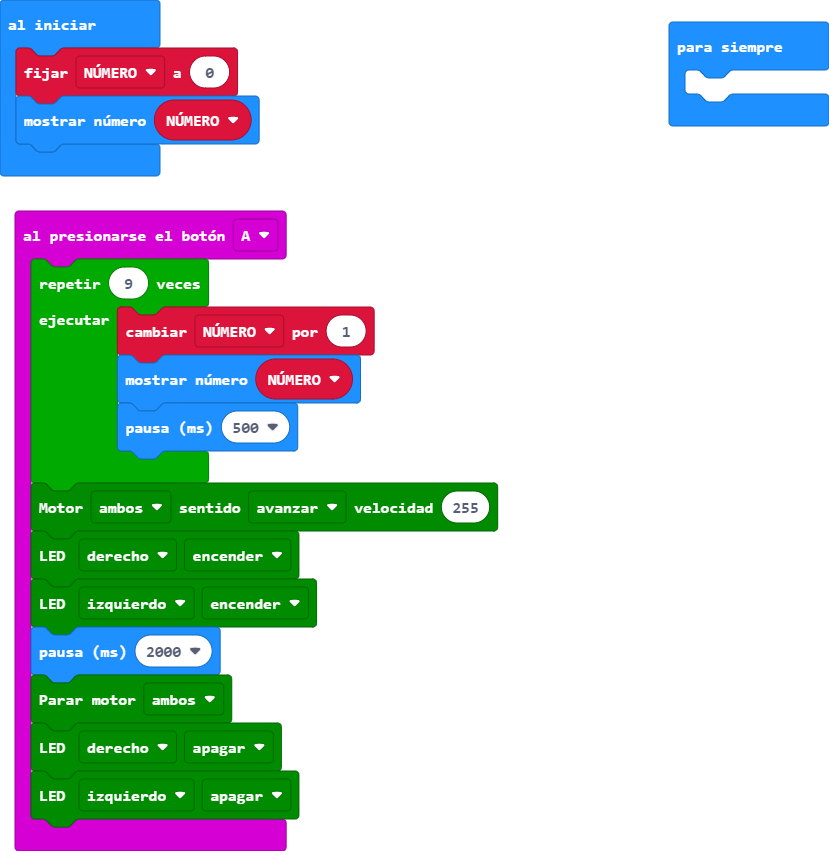 al iniciar
fijar NÚMERO a 0
mostrar número NÚMERO
para siempre
al presionarse el botón A
repetir 9 veces
ejecutar
cambiar NÚMERO por 1
mostrar número NÚMERO
pausa (ms) 500
Motor ambos sentido avanzar velocidad 255
LED derecho encender
LED izquierdo encender
pausa (ms) 2000
Parar motor ambos
LED derecho apagar
LED izquierdo apagar